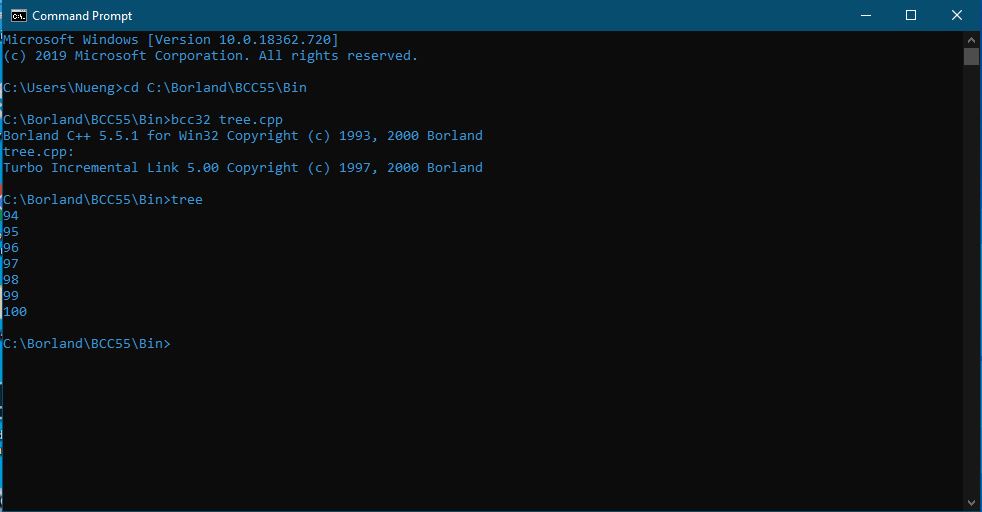 Command Prompt
Microsoft Windows [Version 10.0.18362.720]
(c) 2019 Microsoft Corporation. All rights reserved.
C:\Users\Nueng>cd C:\Borland\BCC55\Bin
C:\Borland\BCC55\Bin>bcc32 tree.cpp
Borland C++ 5.5.1 for Win32 Copyright (c) 1993, 2000 Borland
tree.cpp:
Turbo Incremental Link 5.00 Copyright (c) 1997, 2000 Borland
C:\Borland\BCC55\Bin>tree
94
95
96
97
98
99
100
C:\Borland\BCC55\Bin>